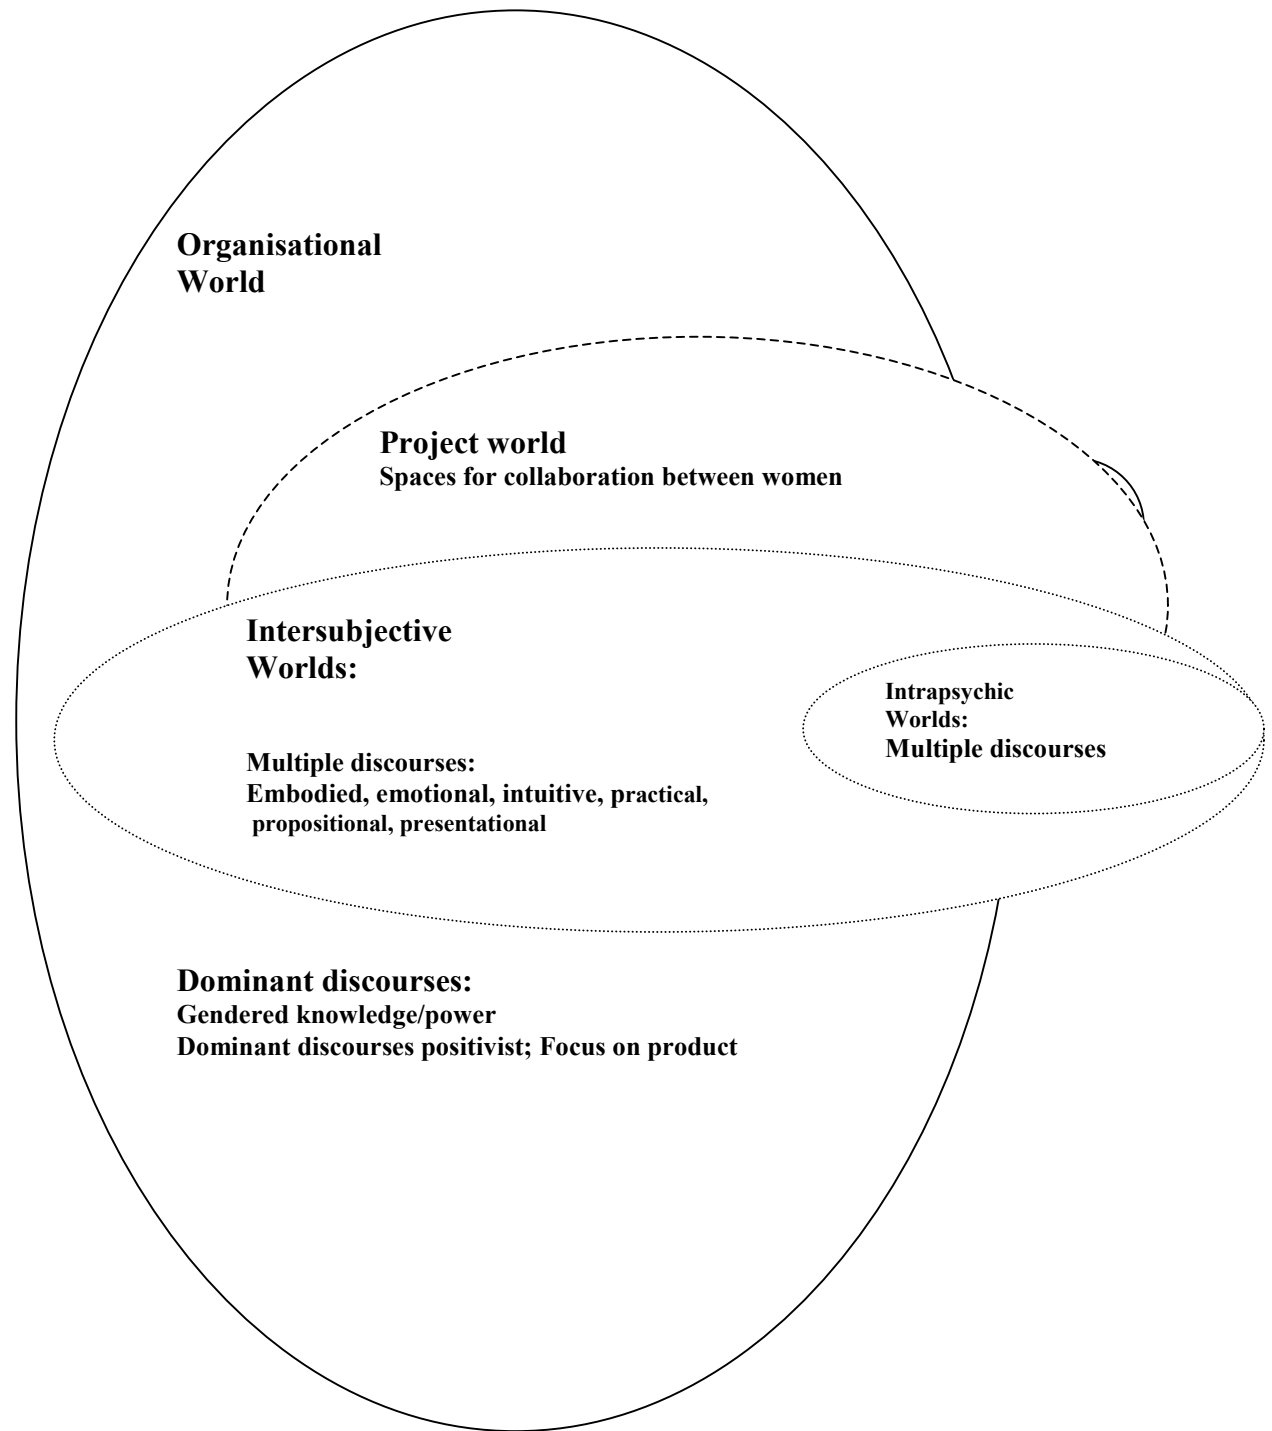 Organisational
World
Project world
Spaces for collaboration between women
Intersubjective
Worlds:
Intrapsychic
Worlds:
Multiple discourses
Multiple discourses:
Embodied, emotional, intuitive, practical,
propositional, presentational
Dominant discourses:
Gendered knowledge/power
Dominant discourses positivist; Focus on product